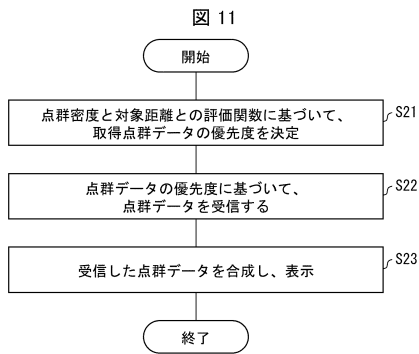 図 11
開始
点群密度と対象距離との評価関数に基づいて、
取得点群データの優先度を決定
S21
点群データの優先度に基づいて、
点群データを受信する
S22
受信した点群データを合成し、表示
S23
終了